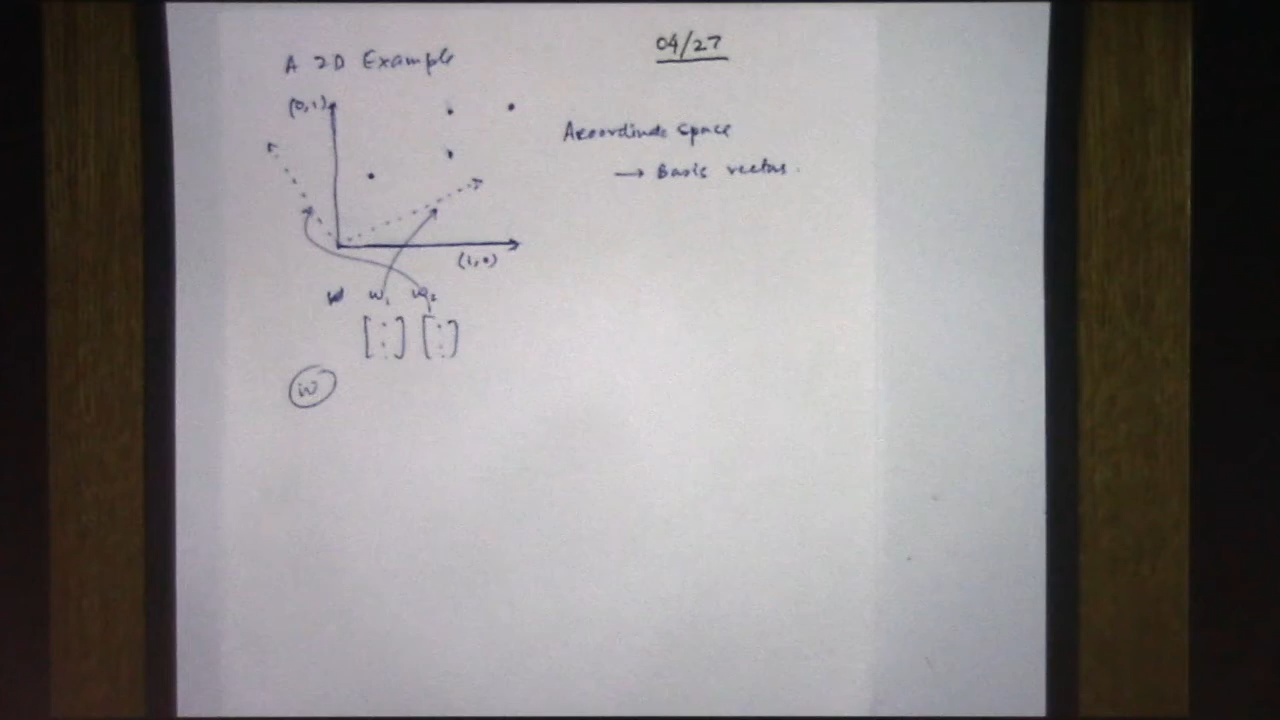 04/27
A 2D Example
(0,1)
A coordinate space
→ Basis vectors.
(1,0)
w w₁ w₂
[:] [:]
w